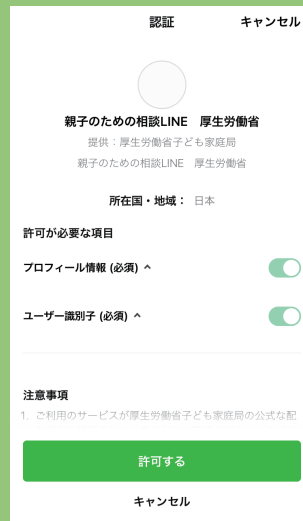 認証 キャンセル
親子のための相談LINE 厚生労働省
提供：厚生労働省子ども家庭局
親子のための相談LINE 厚生労働省
所在国・地域： 日本
許可が必要な項目
プロフィール情報 (必須)
ユーザー識別子 (必須)
注意事項
1. ご利用のサービスが厚生労働省子ども家庭局の公式な配
許可する
キャンセル